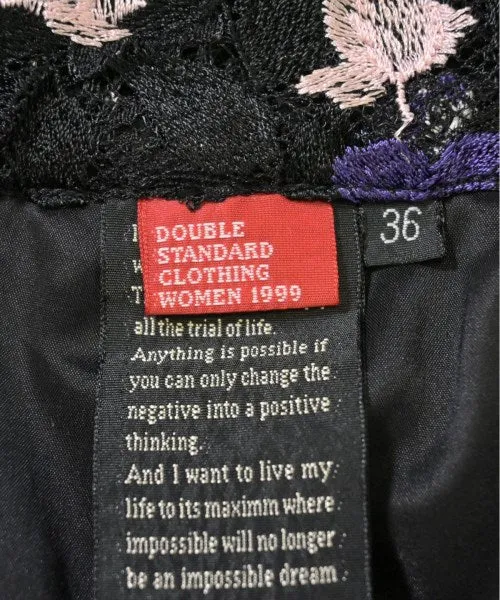 DOUBLE
STANDARD
CLOTHING
WOMEN 1999
36
all the trial of life.
Anything is possible if
you can only change the
negative into a positive
thinking.
And I want to live my
life to its maximm where
impossible will no longer
be an impossible dream